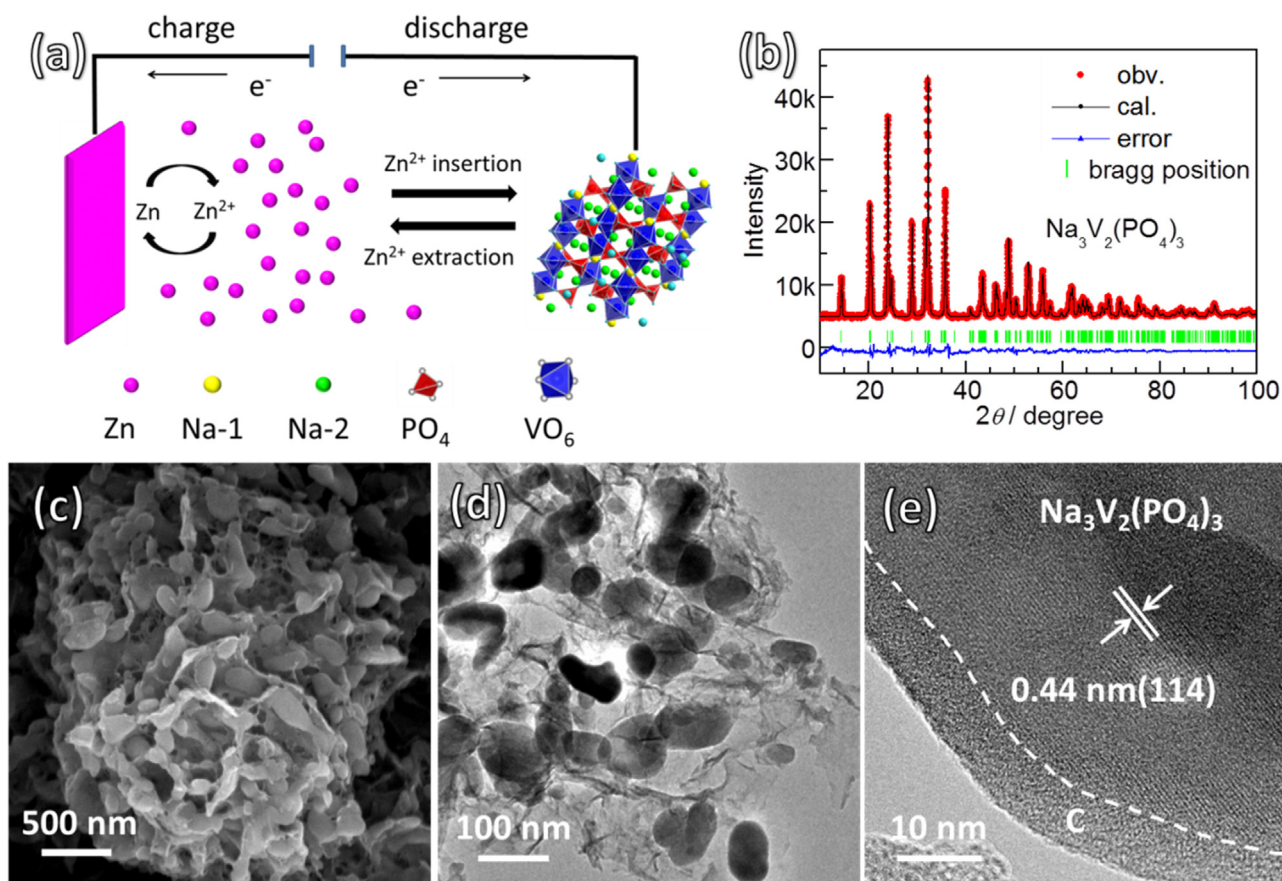 (a)
charge
discharge
e⁻
e⁻
Zn
Zn²⁺
Zn²⁺ insertion
Zn²⁺ extraction
Zn
Na-1
Na-2
PO₄
VO₆
(b)
40k
30k
20k
10k
0
Intensity
obv.
cal.
error
bragg position
Na₃V₂(PO₄)₃
20
40
60
80
100
2θ / degree
(c)
500 nm
(d)
100 nm
(e)
Na₃V₂(PO₄)₃
0.44 nm(114)
C
10 nm